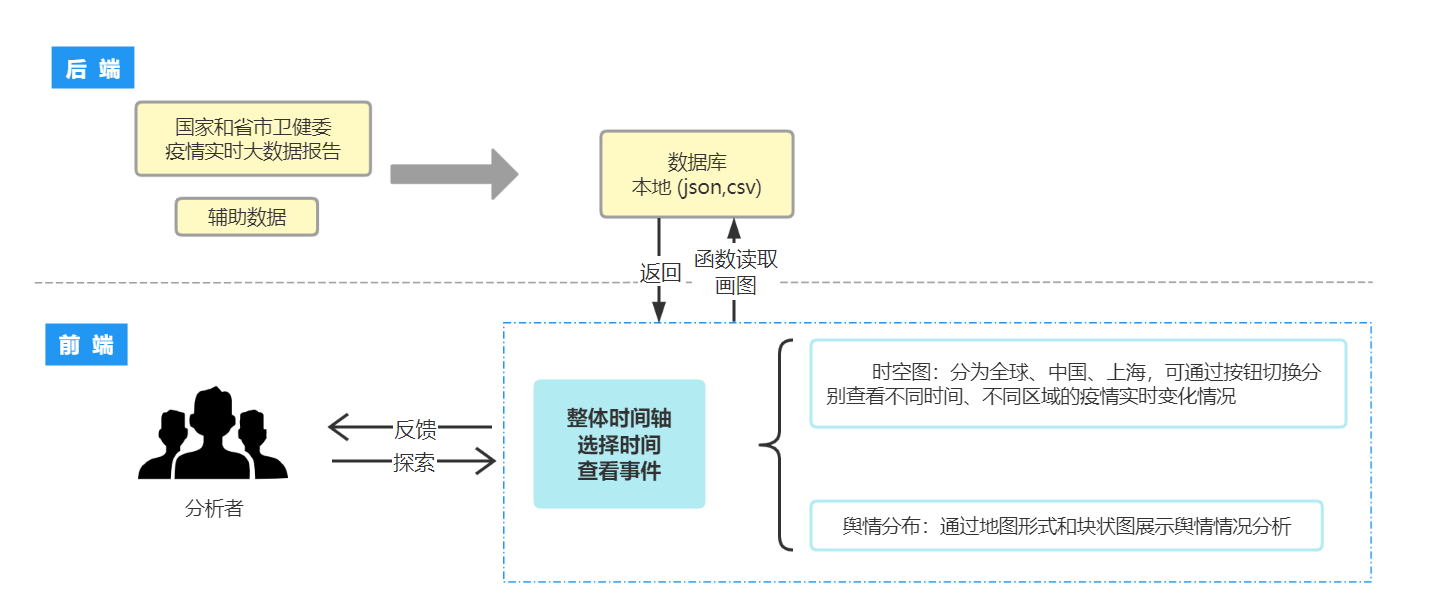 后 端
国家和省市卫健委
疫情实时大数据报告
辅助数据
数据库
本地 (json,csv)
返回
函数读取
画图
前 端
反馈
探索
分析者
整体时间轴
选择时间
查看事件
时空图：分为全球、中国、上海，可通过按钮切换分
别查看不同时间、不同区域的疫情实时变化情况
舆情分布：通过地图形式和块状图展示舆情情况分析